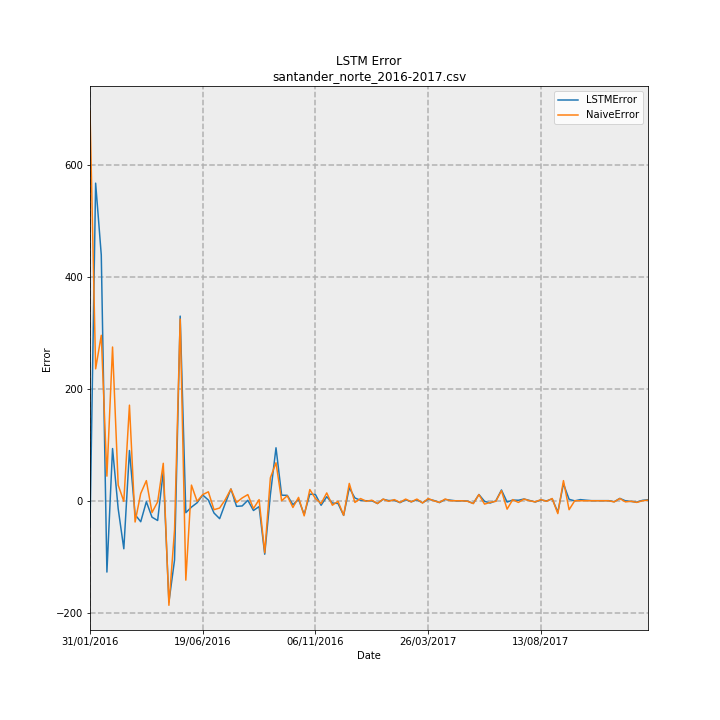 LSTM Error
santander_norte_2016-2017.csv
LSTMError
NaiveError
600
400
200
0
−200
Error
31/01/2016
19/06/2016
06/11/2016
26/03/2017
13/08/2017
Date